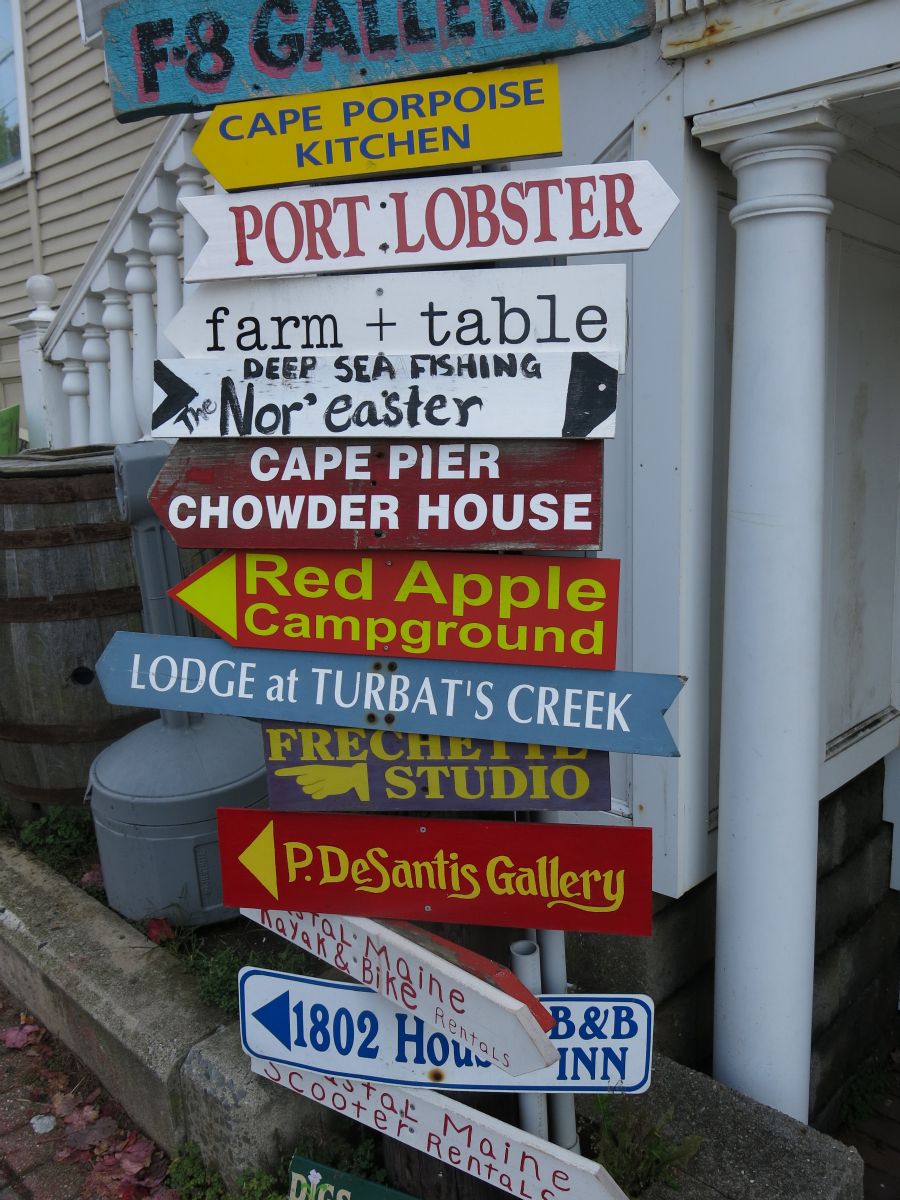 F-8 GALLERY
CAPE PORPOISE
KITCHEN
PORT LOBSTER
farm + table
DEEP SEA FISHING
The Nor'easter
CAPE PIER
CHOWDER HOUSE
Red Apple
Campground
LODGE at TURBAT'S CREEK
FRECHETTE
STUDIO
P. DeSantis Gallery
Maine
Kayak & Bike Rentals
1802 B&B
INN
Maine
Scooter Rentals